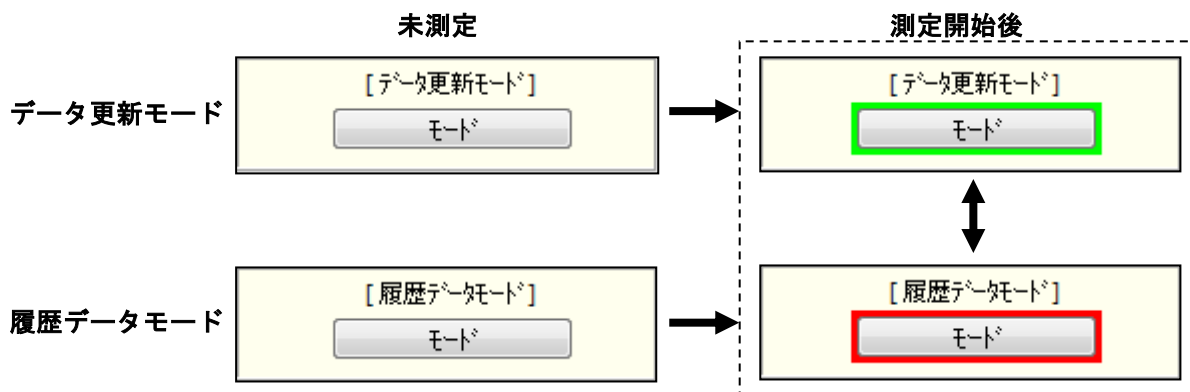 未測定
測定開始後
データ更新モード
[ﾃﾞｰﾀ更新ﾓｰﾄﾞ]
ﾓｰﾄﾞ
[ﾃﾞｰﾀ更新ﾓｰﾄﾞ]
ﾓｰﾄﾞ
履歴データモード
[履歴ﾃﾞｰﾀﾓｰﾄﾞ]
ﾓｰﾄﾞ
[履歴ﾃﾞｰﾀﾓｰﾄﾞ]
ﾓｰﾄﾞ